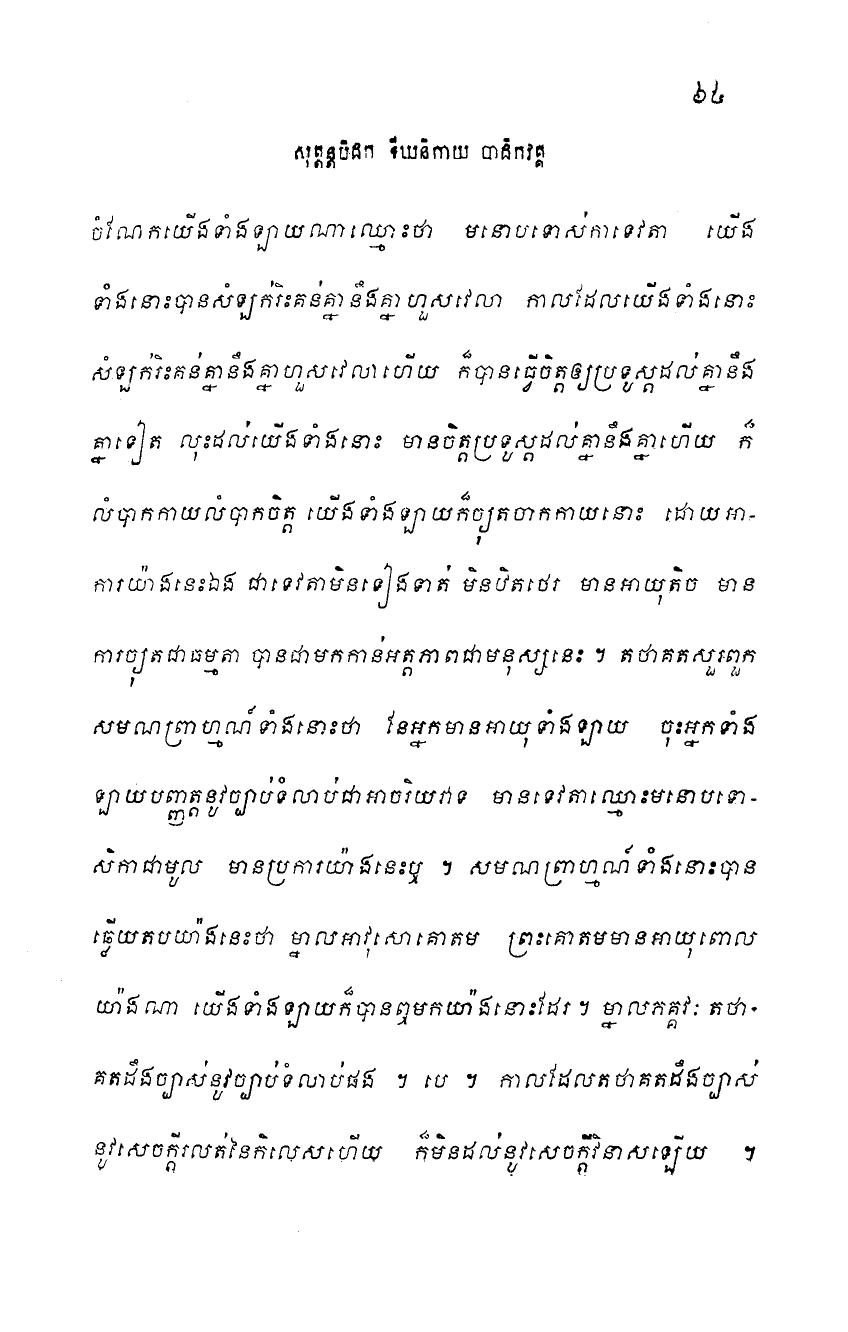 ៦៤
សុត្តន្តបិដក ទីឃនិកាយ បាដិកវគ្គ
ចំណែកយើងទាំងឡាយណាឈ្មោះថា មនោបទោស់កាទេវតា យើង
ទាំងនោះបានសំឡក់រិះគន់គ្នានឹងគ្នាហួសវេលា កាលដែលយើងទាំងនោះ
សំឡក់រិះគន់គ្នានឹងគ្នាហួសវេលាហើយ ក៏បានធ្វើចិត្តឲ្យប្រទូស្តដល់គ្នានឹង
គ្នាទៀត លុះដល់យើងទាំងនោះ មានចិត្តប្រទូស្តដល់គ្នានឹងគ្នាហើយ ក៏
លំបាកកាយលំបាកចិត្ត យើងទាំងឡាយក៏ច្យុតចាកកាយនោះ ដោយអា-
ការយ៉ាងនេះឯង ជាទេវតាមិនទៀងទាត់ មិនឋិតថេរ មានអាយុតិច មាន
ការច្យុតជាធម្មតា បានជាមកកាន់អត្តភាពជាមនុស្សនេះ ។ តថាគតសួរពួក
សមណព្រាហ្មណ៍ទាំងនោះថា នែអ្នកមានអាយុទាំងឡាយ ចុះអ្នកទាំង
ឡាយបញ្ញត្តនូវច្បាប់ទំលាប់ជាអាចរិយវាទ មានទេវតាឈ្មោះមនោបទោ-
សិកាជាមូល មានប្រការយ៉ាងនេះឬ ។ សមណព្រាហ្មណ៍ទាំងនោះបាន
ឆ្លើយតបយ៉ាងនេះថា ម្នាលអាវុសោគោតម ព្រះគោតមមានអាយុពោល
យ៉ាងណា យើងទាំងឡាយក៏បានឮមកយ៉ាងនោះដែរ ។ ម្នាលភគ្គវៈ តថា-
គតដឹងច្បាស់នូវច្បាប់ទំលាប់ផង ។ បេ ។ កាលដែលតថាគតដឹងច្បាស់
នូវសេចក្តីរលត់នៃកិលេសហើយ ក៏មិនដល់នូវសេចក្តីវិនាសឡើយ ។